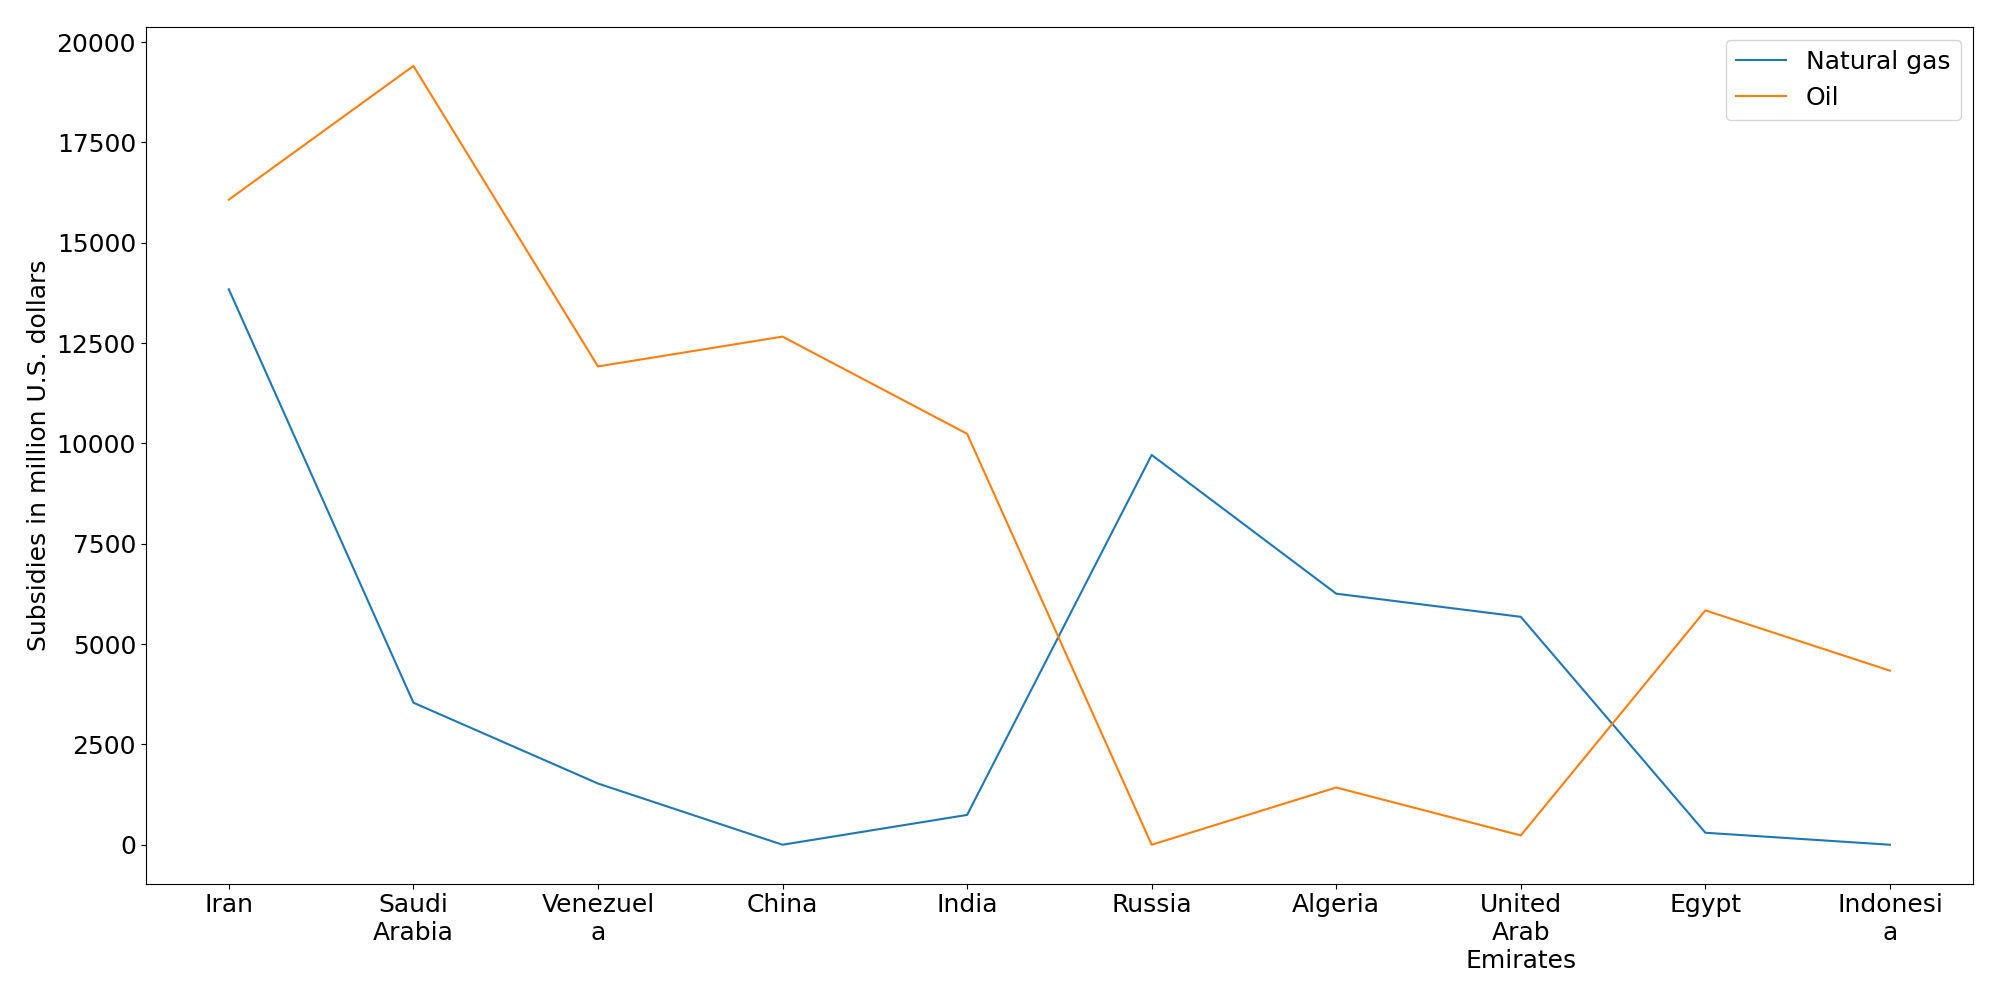 20000
17500
15000
12500
10000
7500
5000
2500
0
Subsidies in million U.S. dollars
Natural gas
Oil
Iran
Saudi
Arabia
Venezuel
a
China
India
Russia
Algeria
United
Arab
Emirates
Egypt
Indonesi
a